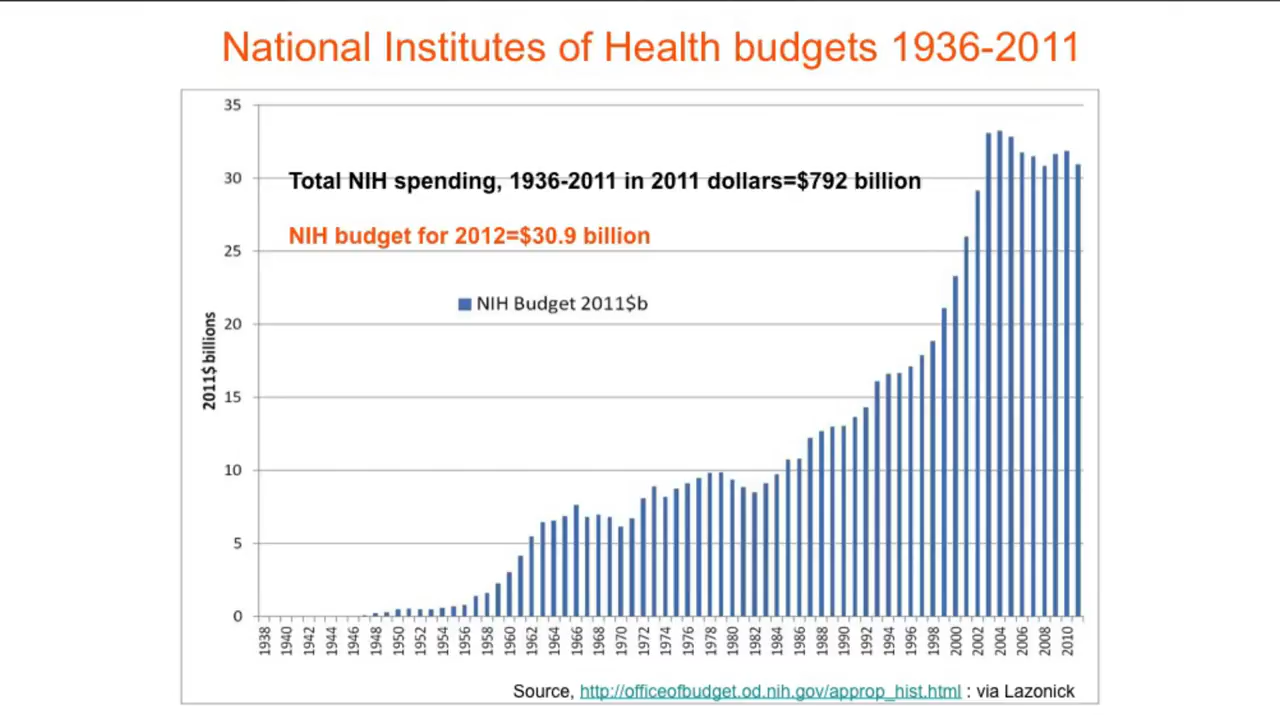 National Institutes of Health budgets 1936-2011
35
Total NIH spending, 1936-2011 in 2011 dollars=$792 billion
30
NIH budget for 2012=$30.9 billion
25
NIH Budget 2011$b
20
2011$ billions
15
10
5
0
1938 1940 1942 1944 1946 1948 1950 1952 1954 1956 1958 1960 1962 1964 1966 1968 1970 1972 1974 1976 1978 1980 1982 1984 1986 1988 1990 1992 1994 1996 1998 2000 2002 2004 2006 2008 2010
Source, http://officeofbudget.od.nih.gov/approp_hist.html : via Lazonick